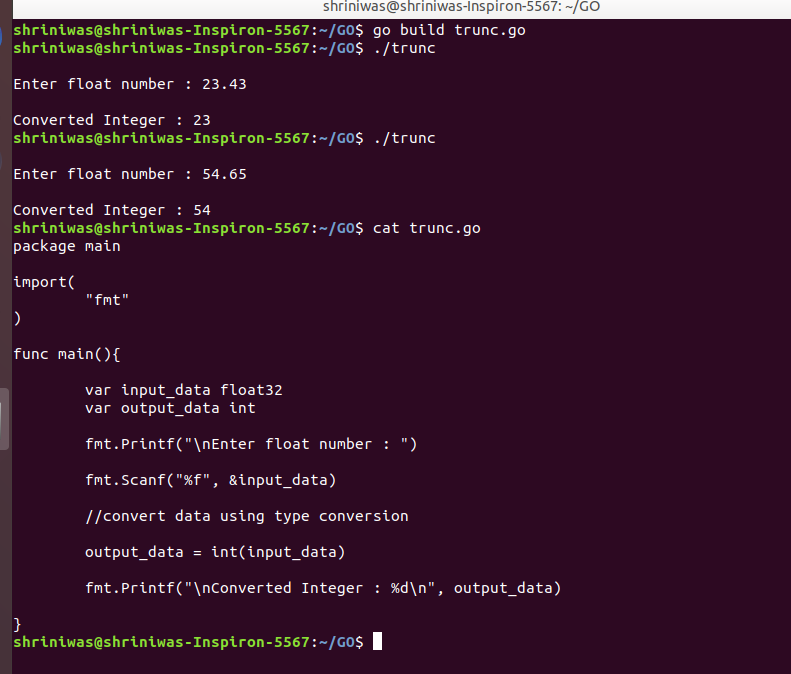 shriniwas@shriniwas-Inspiron-5567: ~/GO
shriniwas@shriniwas-Inspiron-5567:~/GO$ go build trunc.go
shriniwas@shriniwas-Inspiron-5567:~/GO$ ./trunc
Enter float number : 23.43
Converted Integer : 23
shriniwas@shriniwas-Inspiron-5567:~/GO$ ./trunc
Enter float number : 54.65
Converted Integer : 54
shriniwas@shriniwas-Inspiron-5567:~/GO$ cat trunc.go
package main
import(
"fmt"
)
func main(){
var input_data float32
var output_data int
fmt.Printf("\nEnter float number : ")
fmt.Scanf("%f", &input_data)
//convert data using type conversion
output_data = int(input_data)
fmt.Printf("\nConverted Integer : %d\n", output_data)
}
shriniwas@shriniwas-Inspiron-5567:~/GO$